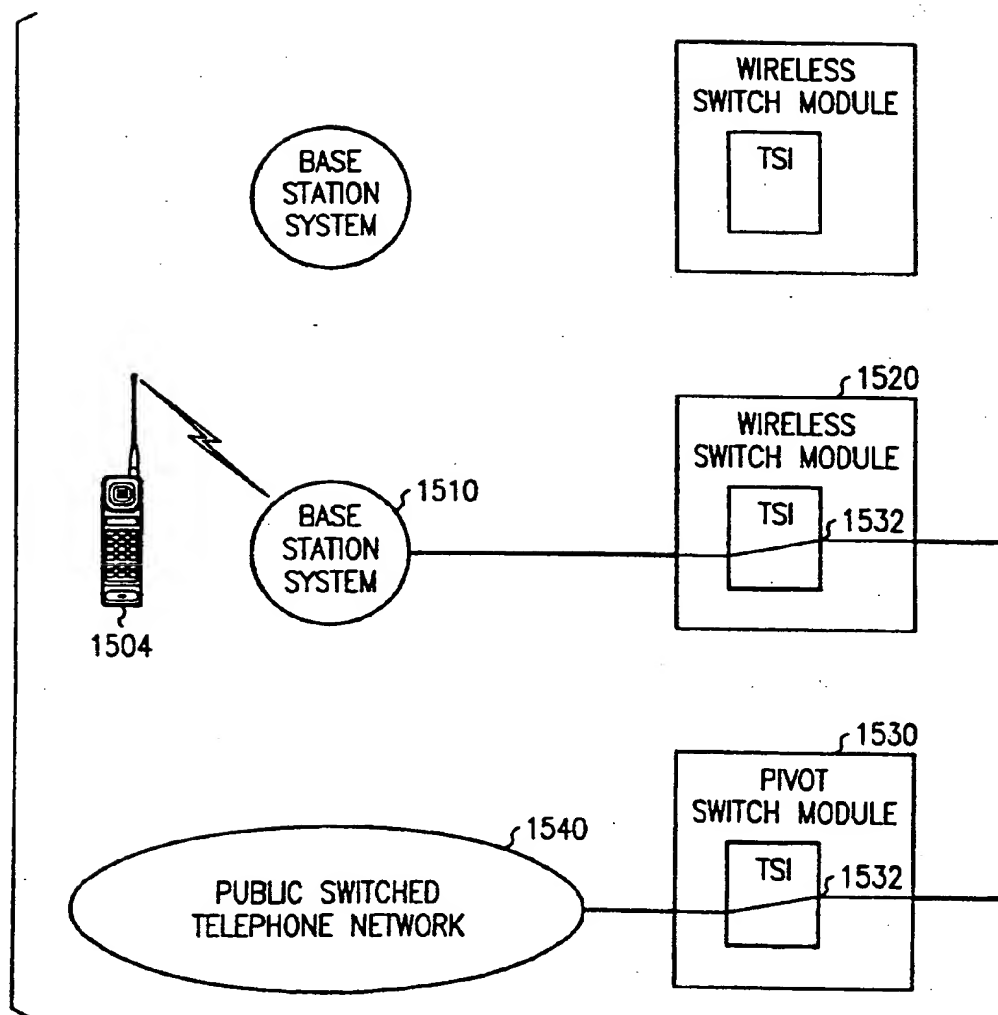 WIRELESS
SWITCH MODULE
TSI
BASE
STATION
SYSTEM
1520
WIRELESS
SWITCH MODULE
TSI
1532
1510
BASE
STATION
SYSTEM
1504
1530
PIVOT
SWITCH MODULE
TSI
1532
1540
PUBLIC SWITCHED
TELEPHONE NETWORK